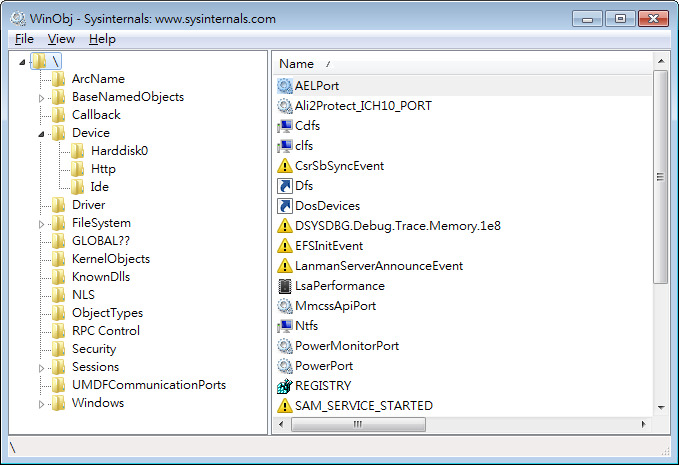 WinObj - Sysinternals: www.sysinternals.com
File View Help
\
ArcName
BaseNamedObjects
Callback
Device
Harddisk0
Http
Ide
Driver
FileSystem
GLOBAL??
KernelObjects
KnownDlls
NLS
ObjectTypes
RPC Control
Security
Sessions
UMDFCommunicationPorts
Windows
Name /
AELPort
Ali2Protect_ICH10_PORT
Cdfs
clfs
CsrSbSyncEvent
Dfs
DosDevices
DSYSDBG.Debug.Trace.Memory.1e8
EFSInitEvent
LanmanServerAnnounceEvent
LsaPerformance
MmcssApiPort
Ntfs
PowerMonitorPort
PowerPort
REGISTRY
SAM_SERVICE_STARTED
\